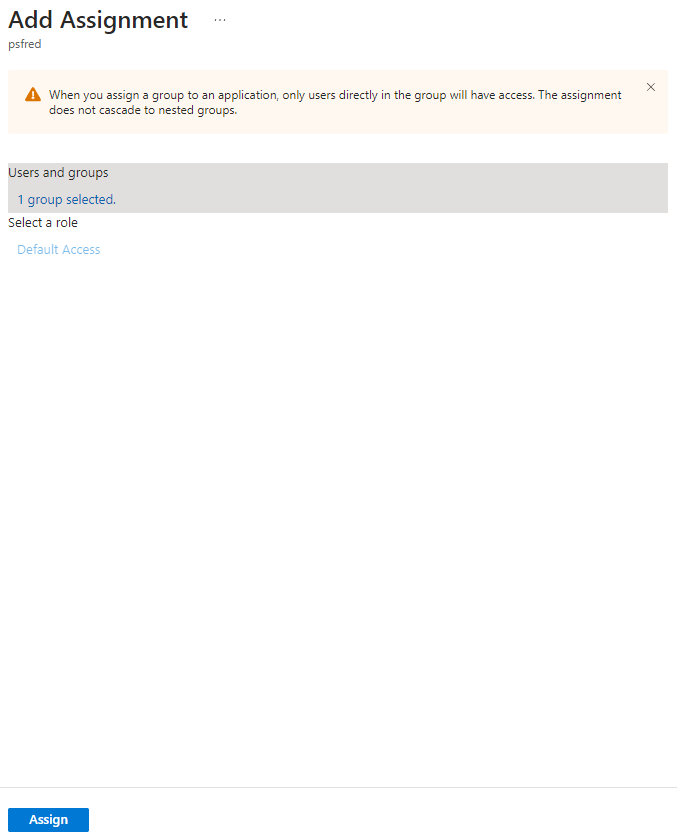 Add Assignment ...
psfred
When you assign a group to an application, only users directly in the group will have access. The assignment
does not cascade to nested groups.
Users and groups
1 group selected.
Select a role
Default Access
Assign